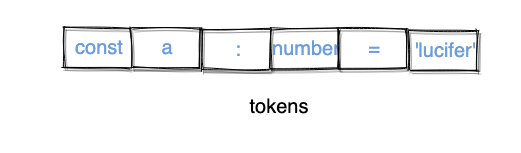 const a : number = 'lucifer'
tokens